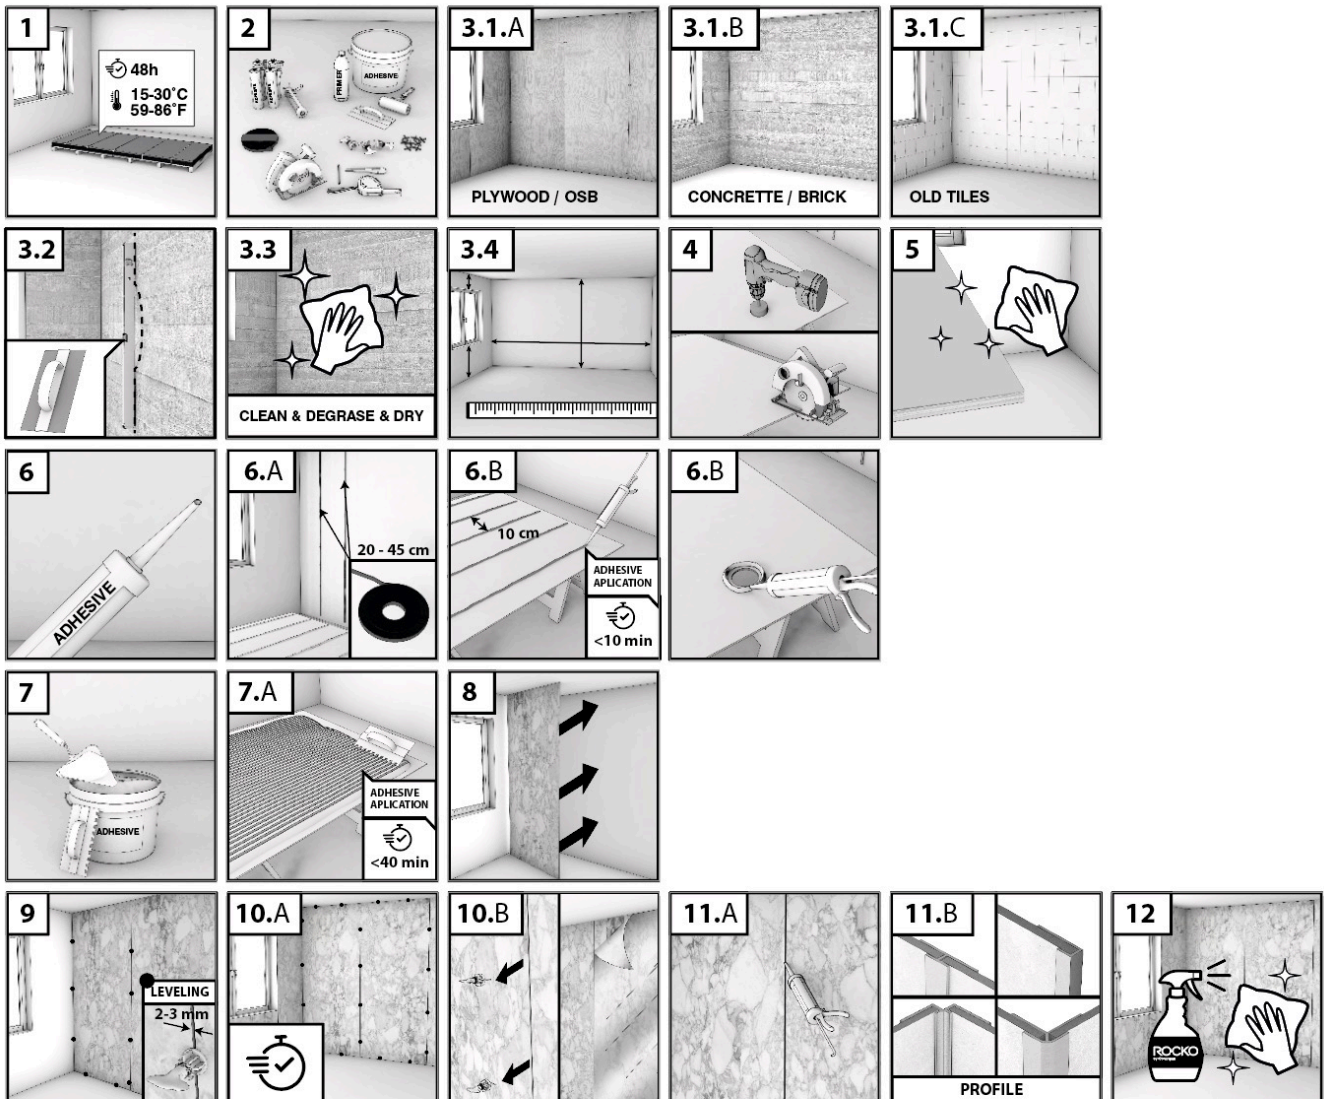 1
48h
15-30°C
59-86°F
2
ADHESIVE
PRIMER
ADHESIVE
3.1.A
PLYWOOD / OSB
3.1.B
CONCRETTE / BRICK
3.1.C
OLD TILES
3.2
3.3
CLEAN & DEGRASE & DRY
3.4
4
5
6
ADHESIVE
6.A
20 - 45 cm
6.B
10 cm
ADHESIVE
APLICATION
<10 min
6.B
7
ADHESIVE
7.A
ADHESIVE
APLICATION
<40 min
8
9
LEVELING
2-3 mm
10.A
10.B
11.A
11.B
PROFILE
12
ROCKO